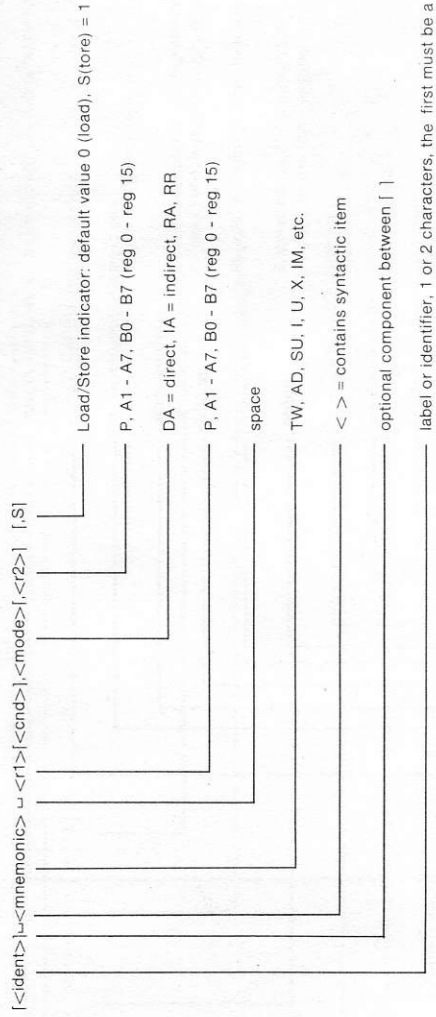 [<ident>]␣<mnemonic> ␣ <r1>[<cnd>],<mode>[,<r2>] [,S]
Load/Store indicator: default value 0 (load), S(tore) = 1
P, A1 - A7, B0 - B7 (reg 0 - reg 15)
DA = direct, IA = indirect, RA, RR
P, A1 - A7, B0 - B7 (reg 0 - reg 15)
space
TW, AD, SU, I, U, X, IM, etc.
< > = contains syntactic item
optional component between [ ]
label or identifier, 1 or 2 characters, the first must be a